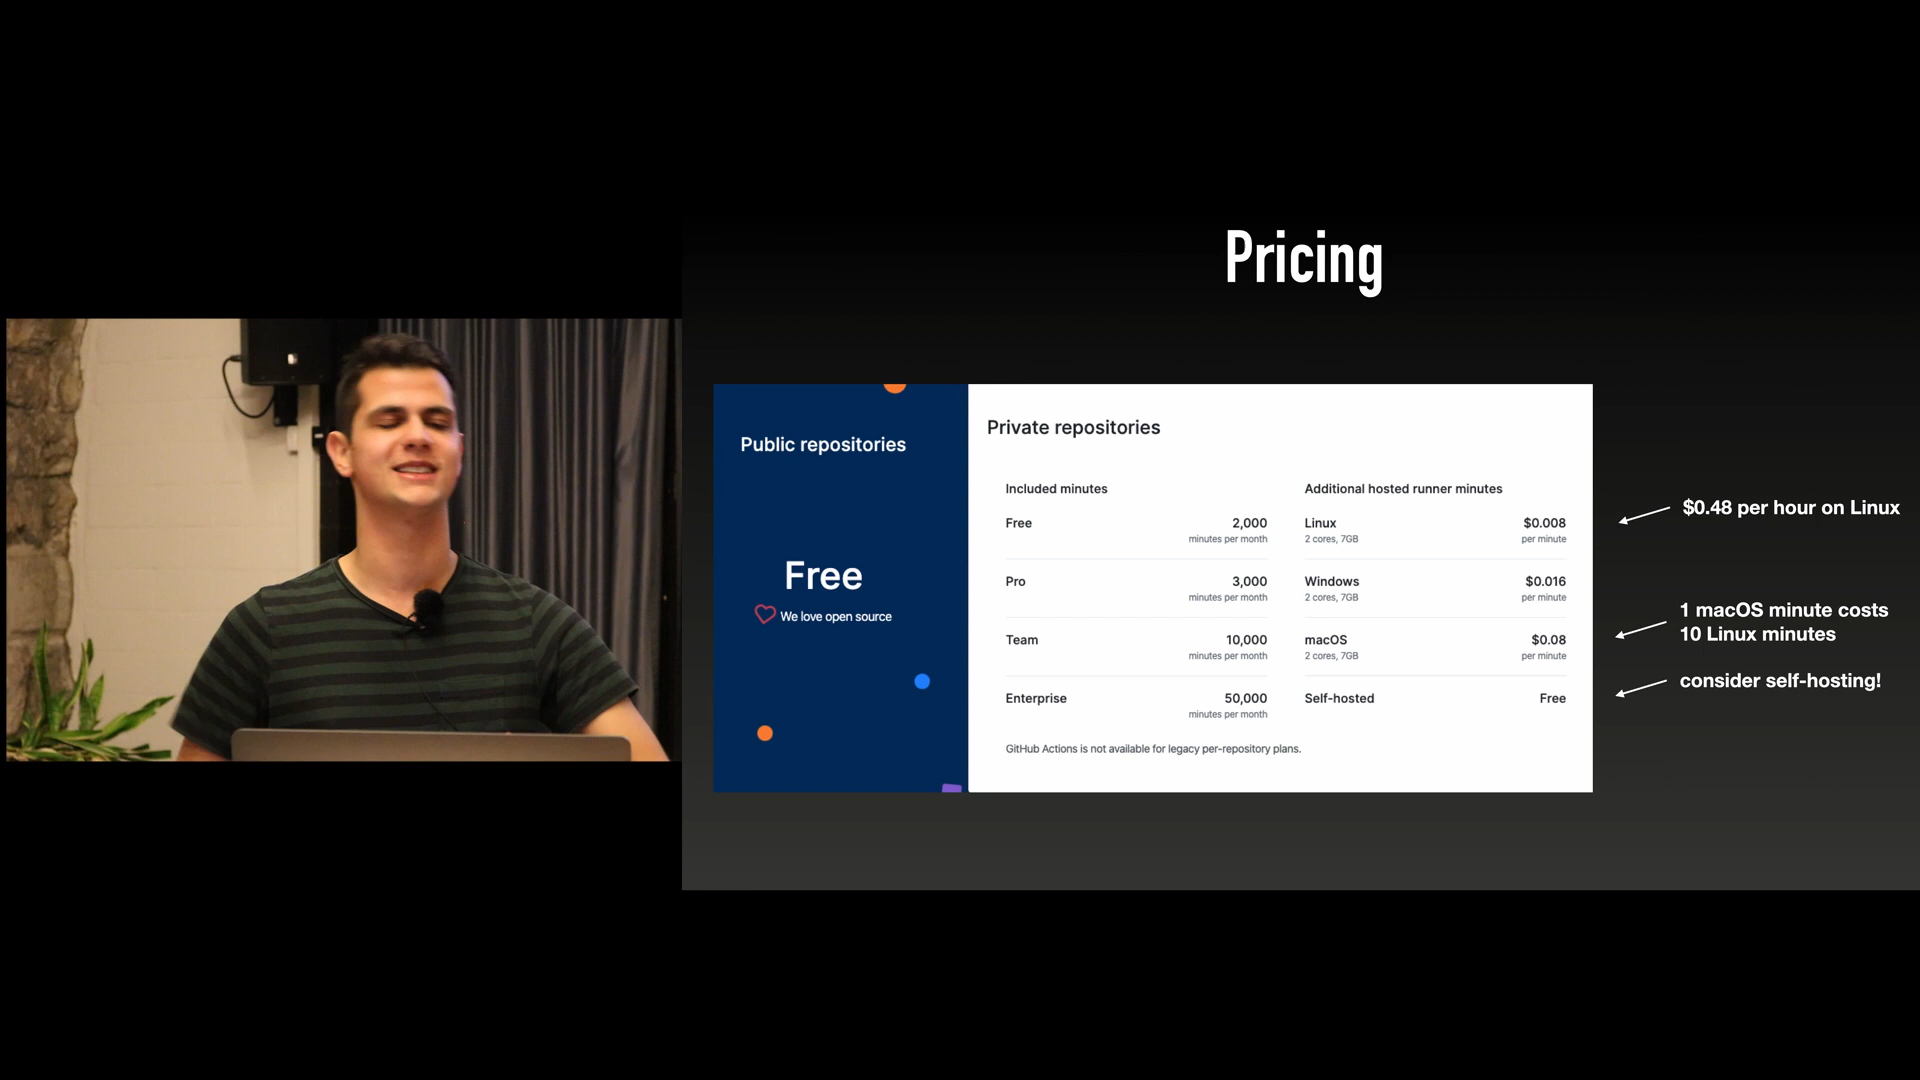 Pricing
Public repositories
Free
We love open source
Private repositories
Included minutes
Free 2,000
minutes per month
Pro 3,000
minutes per month
Team 10,000
minutes per month
Enterprise 50,000
minutes per month
Additional hosted runner minutes
Linux $0.008
2 cores, 7GB per minute
Windows $0.016
2 cores, 7GB per minute
macOS $0.08
2 cores, 7GB per minute
Self-hosted Free
GitHub Actions is not available for legacy per-repository plans.
$0.48 per hour on Linux
1 macOS minute costs
10 Linux minutes
consider self-hosting!